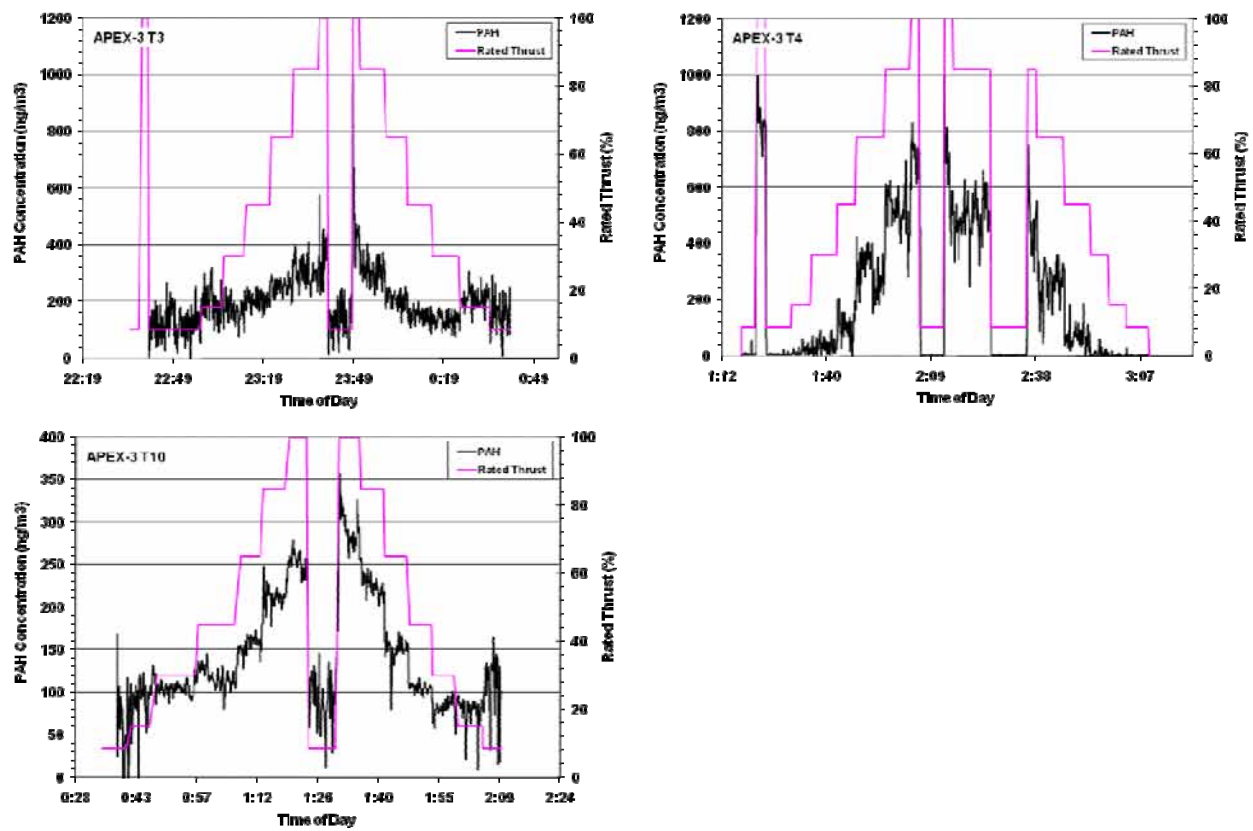 APEX-3 T3
PAH
Rated Thrust
PAH Concentration (ng/m3)
1200
1000
800
600
400
200
0
Rated Thrust (%)
100
80
60
40
20
0
22:19 22:49 23:19 23:49 0:19 0:49
Time of Day
APEX-3 T4
PAH
Rated Thrust
PAH Concentration (ng/m3)
1200
1000
800
600
400
200
0
Rated Thrust (%)
100
80
60
40
20
0
1:12 1:40 2:09 2:38 3:07
Time of Day
APEX-3 T10
PAH
Rated Thrust
PAH Concentration (ng/m3)
400
350
300
250
200
150
100
50
0
Rated Thrust (%)
100
80
60
40
20
0
0:28 0:43 0:57 1:12 1:26 1:40 1:55 2:09 2:24
Time of Day